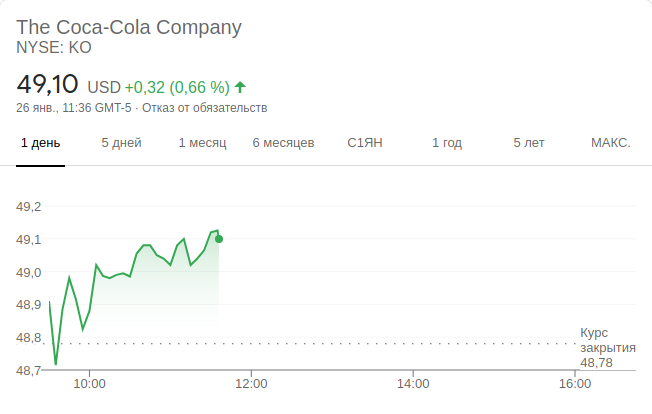 The Coca-Cola Company
NYSE: KO
49,10 USD +0,32 (0,66 %)
26 янв., 11:36 GMT-5 · Отказ от обязательств
1 день 5 дней 1 месяц 6 месяцев С1ЯН 1 год 5 лет МАКС.
49,2
49,1
49,0
48,9
48,8
48,7
Курс
закрытия
48,78
10:00 12:00 14:00 16:00